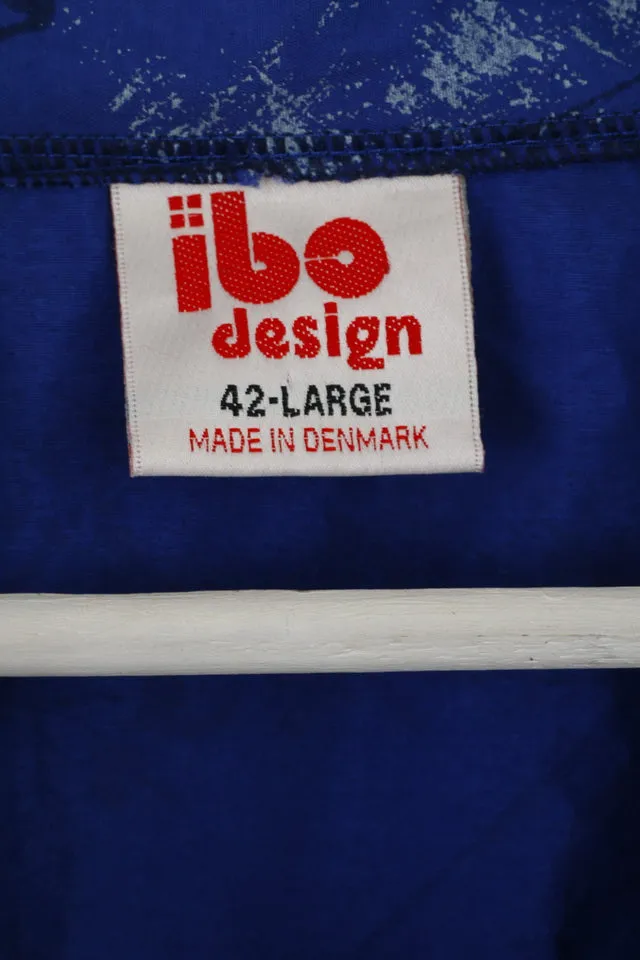 ibo
design
42-LARGE
MADE IN DENMARK